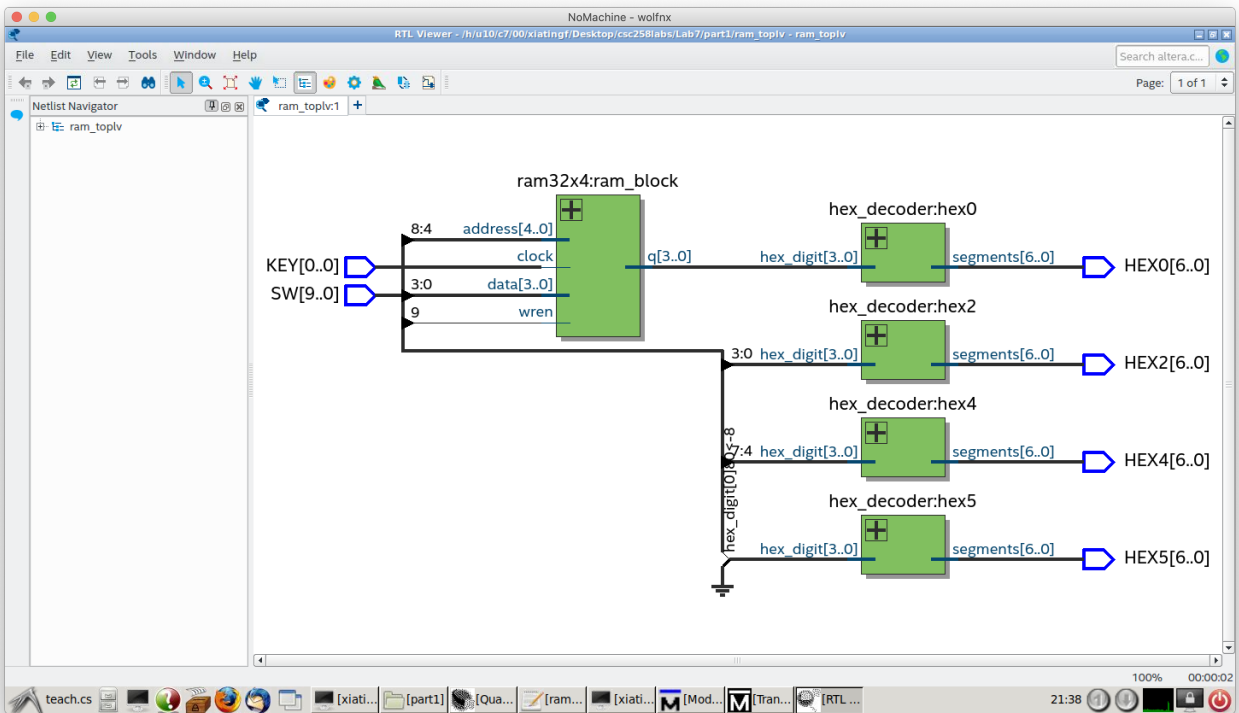 NoMachine - wolfnx
RTL Viewer - /h/u10/c7/00/xiatingf/Desktop/csc258labs/Lab7/part1/ram_toplv - ram_toplv
File Edit View Tools Window Help
Search altera.c...
Page: 1 of 1
Netlist Navigator
ram_toplv:1
ram_toplv
ram32x4:ram_block
hex_decoder:hex0
8:4 address[4..0]
KEY[0..0] clock q[3..0] hex_digit[3..0] segments[6..0] HEX0[6..0]
SW[9..0] 3:0 data[3..0]
9 wren
hex_decoder:hex2
3:0 hex_digit[3..0] segments[6..0] HEX2[6..0]
hex_decoder:hex4
7:4 hex_digit[3..0] segments[6..0] HEX4[6..0]
hex_decoder:hex5
hex_digit[3..0] segments[6..0] HEX5[6..0]
100% 00:00:02
teach.cs [xiati... [part1] [Qua... [ram... [xiati... [Mod... [Tran... [RTL ... 21:38